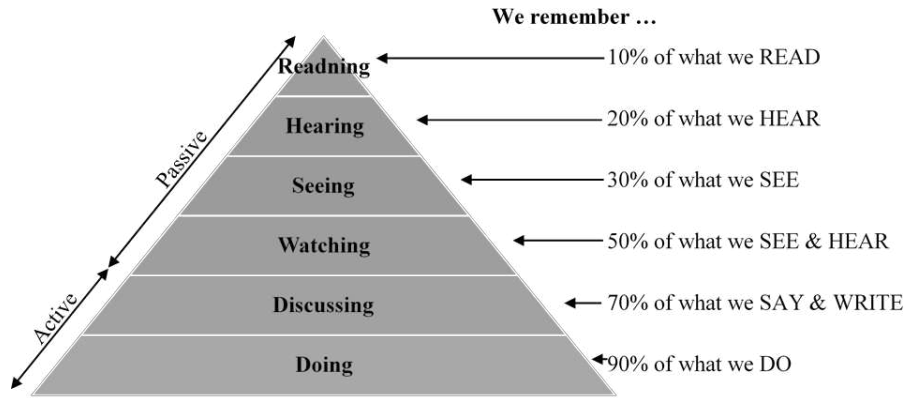 We remember …
Readning
10% of what we READ
Hearing
20% of what we HEAR
Seeing
30% of what we SEE
Watching
50% of what we SEE & HEAR
Discussing
70% of what we SAY & WRITE
Doing
90% of what we DO
Passive
Active